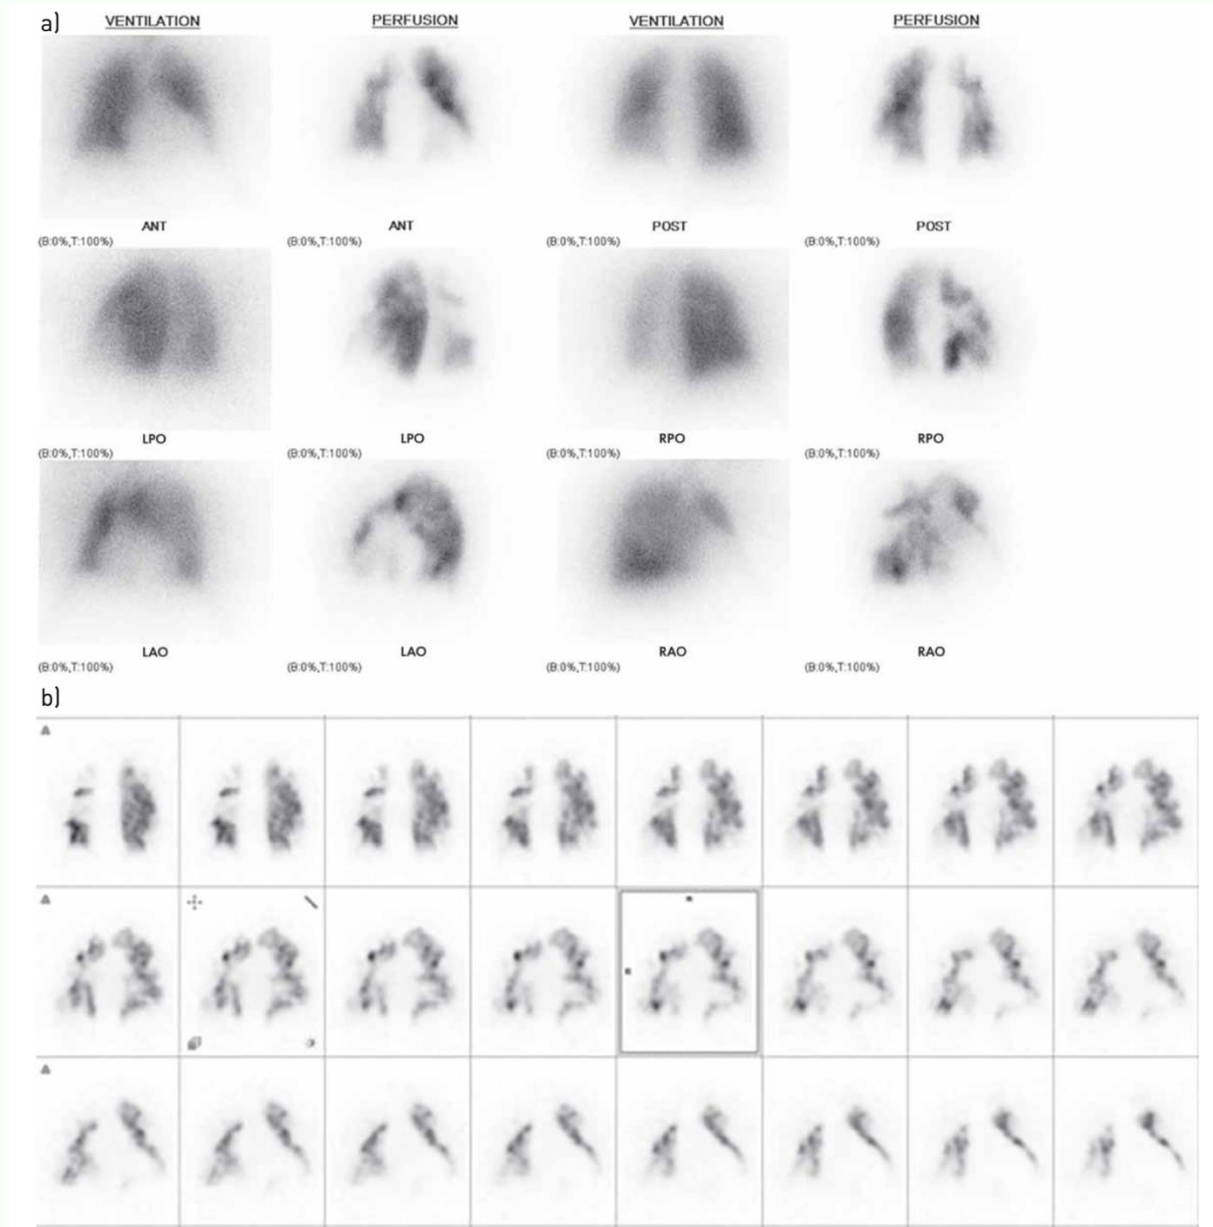 a)
VENTILATION PERFUSION VENTILATION PERFUSION
ANT ANT POST POST
(B:0%,T:100%) (B:0%,T:100%) (B:0%,T:100%) (B:0%,T:100%)
LPO LPO RPO RPO
(B:0%,T:100%) (B:0%,T:100%) (B:0%,T:100%) (B:0%,T:100%)
LAO LAO RAO RAO
(B:0%,T:100%) (B:0%,T:100%) (B:0%,T:100%) (B:0%,T:100%)
b)